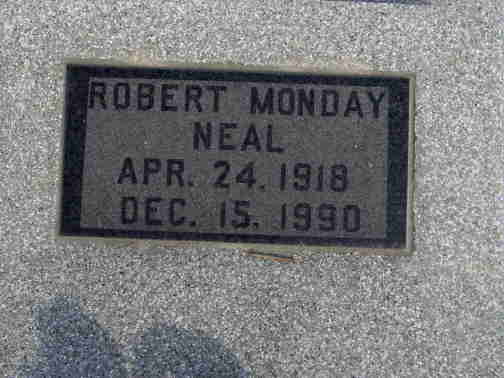 ROBERT MONDAY
NEAL
APR. 24. 1918
DEC. 15. 1990